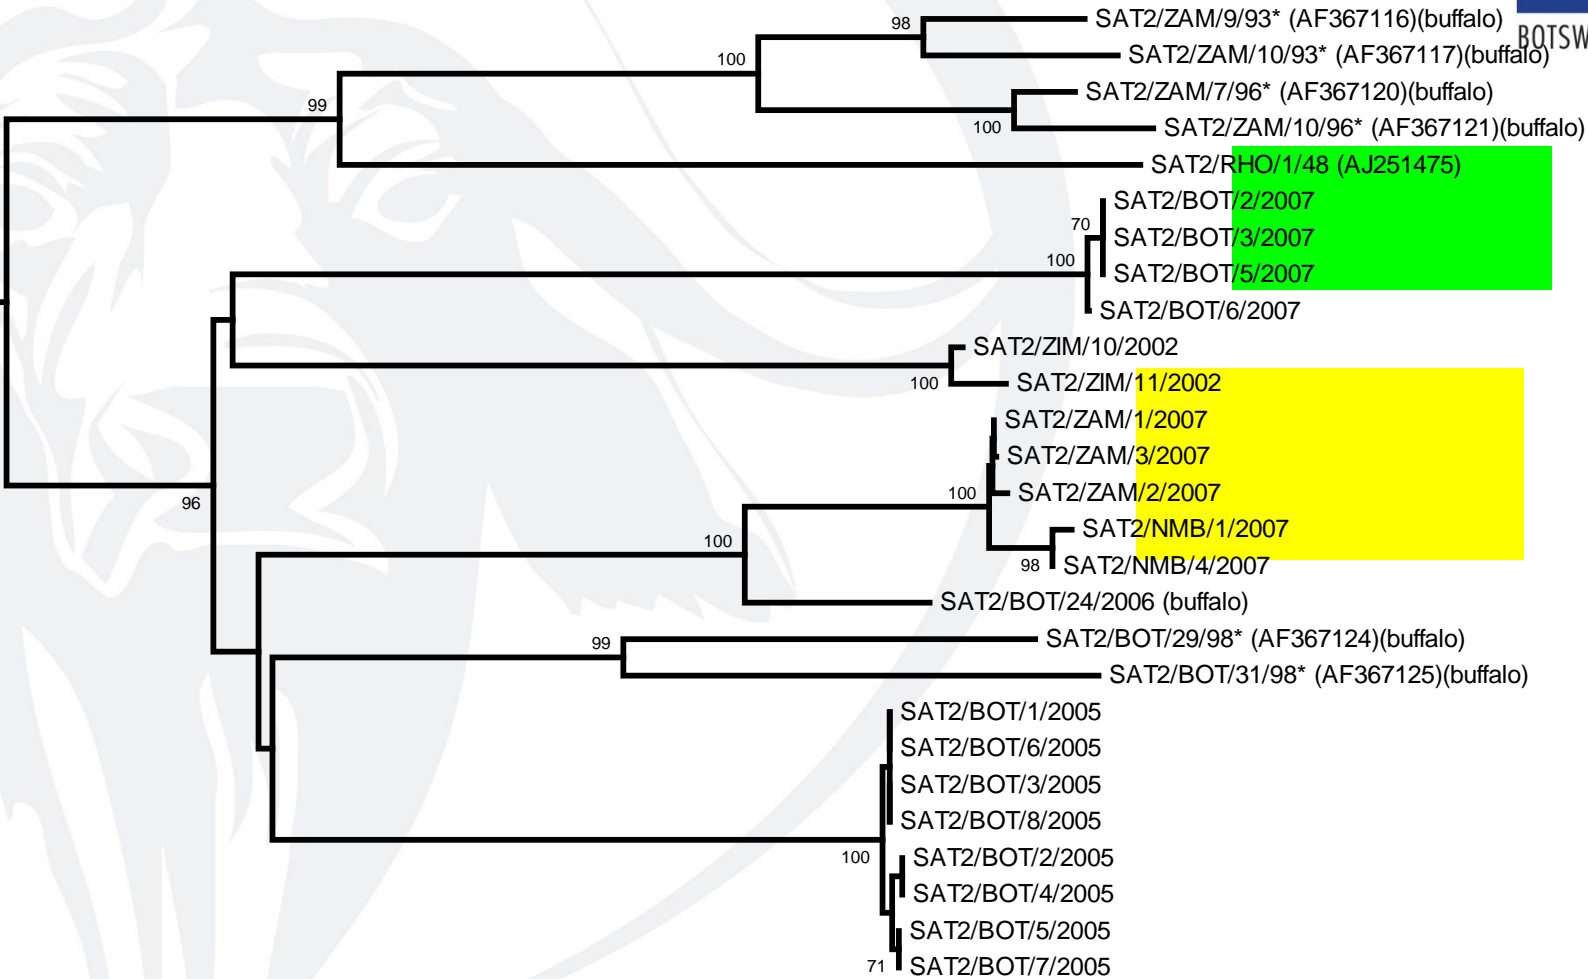 98
SAT2/ZAM/9/93* (AF367116)(buffalo)
BOTSW
SAT2/ZAM/10/93* (AF367117)(buffalo)
100
SAT2/ZAM/7/96* (AF367120)(buffalo)
99
100
SAT2/ZAM/10/96* (AF367121)(buffalo)
SAT2/RHO/1/48 (AJ251475)
SAT2/BOT/2/2007
70
SAT2/BOT/3/2007
100
SAT2/BOT/5/2007
SAT2/BOT/6/2007
SAT2/ZIM/10/2002
100
SAT2/ZIM/11/2002
SAT2/ZAM/1/2007
SAT2/ZAM/3/2007
96
100
SAT2/ZAM/2/2007
SAT2/NMB/1/2007
100
98
SAT2/NMB/4/2007
SAT2/BOT/24/2006 (buffalo)
99
SAT2/BOT/29/98* (AF367124)(buffalo)
SAT2/BOT/31/98* (AF367125)(buffalo)
SAT2/BOT/1/2005
SAT2/BOT/6/2005
SAT2/BOT/3/2005
SAT2/BOT/8/2005
100
SAT2/BOT/2/2005
SAT2/BOT/4/2005
SAT2/BOT/5/2005
71
SAT2/BOT/7/2005